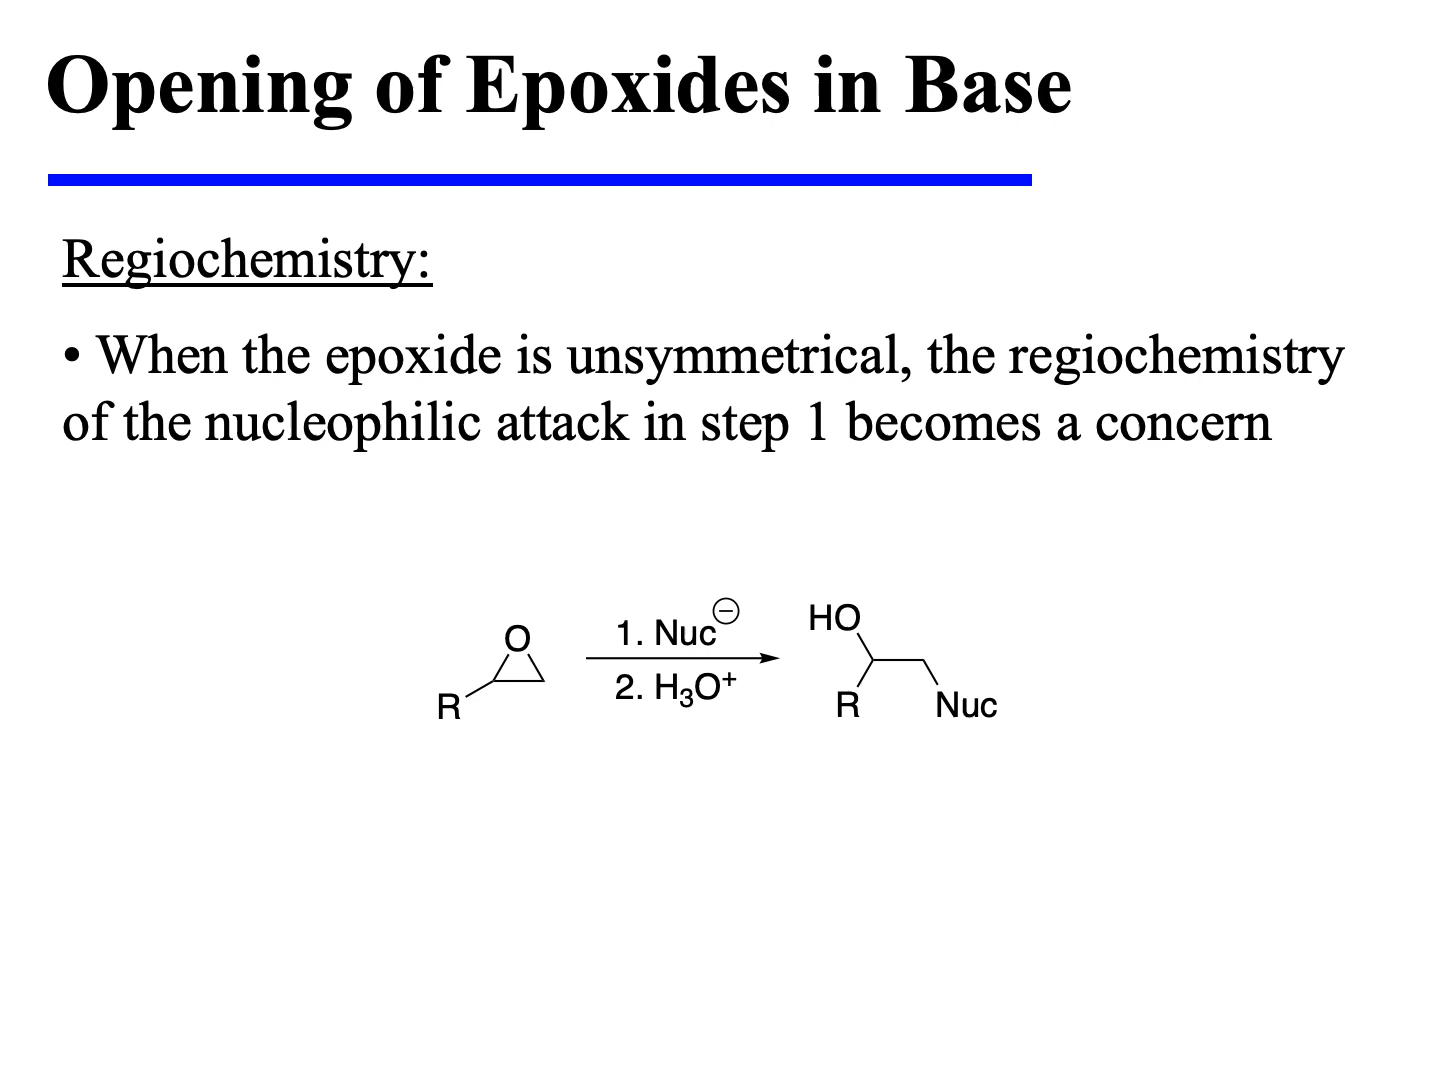 Opening of Epoxides in Base
Regiochemistry:
• When the epoxide is unsymmetrical, the regiochemistry
of the nucleophilic attack in step 1 becomes a concern
O
R
1. Nuc⊖
2. H₃O⁺
HO
R
Nuc